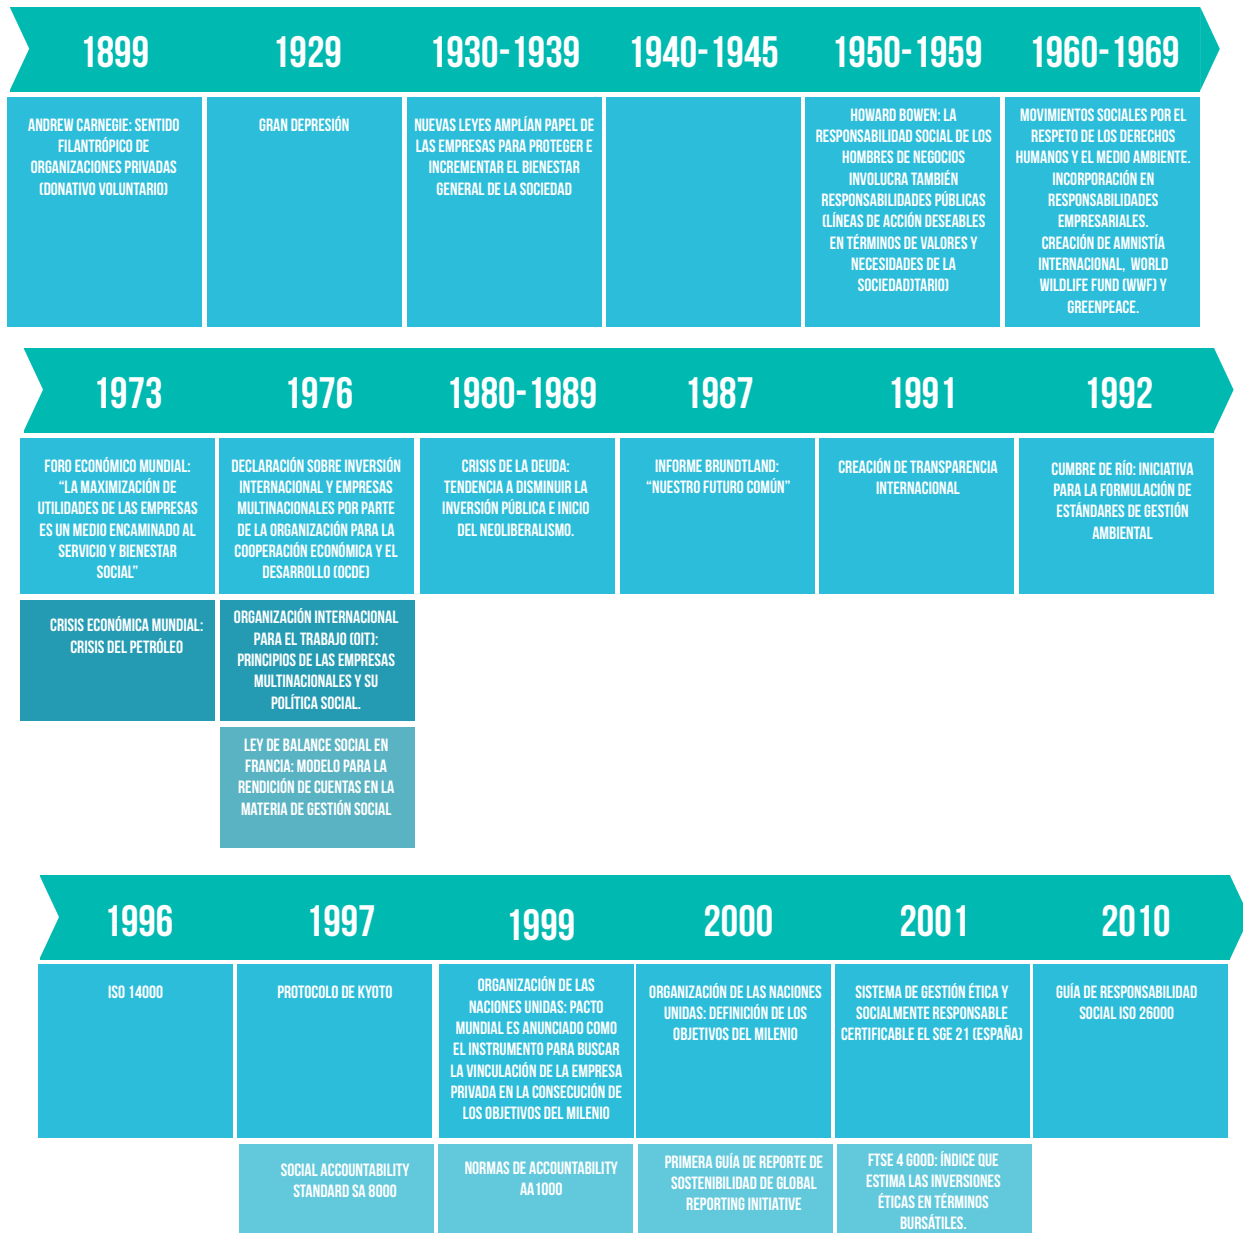 1899
1929
1930-1939
1940-1945
1950-1959
1960-1969
ANDREW CARNEGIE: SENTIDO
FILANTRÓPICO DE
ORGANIZACIONES PRIVADAS
(DONATIVO VOLUNTARIO)
GRAN DEPRESIÓN
NUEVAS LEYES AMPLÍAN PAPEL DE
LAS EMPRESAS PARA PROTEGER E
INCREMENTAR EL BIENESTAR
GENERAL DE LA SOCIEDAD
HOWARD BOWEN: LA
RESPONSABILIDAD SOCIAL DE LOS
HOMBRES DE NEGOCIOS
INVOLUCRA TAMBIÉN
RESPONSABILIDADES PÚBLICAS
(LÍNEAS DE ACCIÓN DESEABLES
EN TÉRMINOS DE VALORES Y
NECESIDADES DE LA
SOCIEDAD)TARIO)
MOVIMIENTOS SOCIALES POR EL
RESPETO DE LOS DERECHOS
HUMANOS Y EL MEDIO AMBIENTE.
INCORPORACIÓN EN
RESPONSABILIDADES
EMPRESARIALES.
CREACIÓN DE AMNISTÍA
INTERNACIONAL, WORLD
WILDLIFE FUND (WWF) Y
GREENPEACE.
1973
1976
1980-1989
1987
1991
1992
FORO ECONÓMICO MUNDIAL:
“LA MAXIMIZACIÓN DE
UTILIDADES DE LAS EMPRESAS
ES UN MEDIO ENCAMINADO AL
SERVICIO Y BIENESTAR
SOCIAL”
DECLARACIÓN SOBRE INVERSIÓN
INTERNACIONAL Y EMPRESAS
MULTINACIONALES POR PARTE
DE LA ORGANIZACIÓN PARA LA
COOPERACIÓN ECONÓMICA Y EL
DESARROLLO (OCDE)
CRISIS DE LA DEUDA:
TENDENCIA A DISMINUIR LA
INVERSIÓN PÚBLICA E INICIO
DEL NEOLIBERALISMO.
INFORME BRUNDTLAND:
“NUESTRO FUTURO COMÚN”
CREACIÓN DE TRANSPARENCIA
INTERNACIONAL
CUMBRE DE RÍO: INICIATIVA
PARA LA FORMULACIÓN DE
ESTÁNDARES DE GESTIÓN
AMBIENTAL
CRISIS ECONÓMICA MUNDIAL:
CRISIS DEL PETRÓLEO
ORGANIZACIÓN INTERNACIONAL
PARA EL TRABAJO (OIT):
PRINCIPIOS DE LAS EMPRESAS
MULTINACIONALES Y SU
POLÍTICA SOCIAL.
LEY DE BALANCE SOCIAL EN
FRANCIA: MODELO PARA LA
RENDICIÓN DE CUENTAS EN LA
MATERIA DE GESTIÓN SOCIAL
1996
1997
1999
2000
2001
2010
ISO 14000
PROTOCOLO DE KYOTO
ORGANIZACIÓN DE LAS
NACIONES UNIDAS: PACTO
MUNDIAL ES ANUNCIADO COMO
EL INSTRUMENTO PARA BUSCAR
LA VINCULACIÓN DE LA EMPRESA
PRIVADA EN LA CONSECUCIÓN DE
LOS OBJETIVOS DEL MILENIO
ORGANIZACIÓN DE LAS NACIONES
UNIDAS: DEFINICIÓN DE LOS
OBJETIVOS DEL MILENIO
SISTEMA DE GESTIÓN ÉTICA Y
SOCIALMENTE RESPONSABLE
CERTIFICABLE EL SGE 21 (ESPAÑA)
GUÍA DE RESPONSABILIDAD
SOCIAL ISO 26000
SOCIAL ACCOUNTABILITY
STANDARD SA 8000
NORMAS DE ACCOUNTABILITY
AA1000
PRIMERA GUÍA DE REPORTE DE
SOSTENIBILIDAD DE GLOBAL
REPORTING INITIATIVE
FTSE 4 GOOD: ÍNDICE QUE
ESTIMA LAS INVERSIONES
ÉTICAS EN TÉRMINOS
BURSÁTILES.